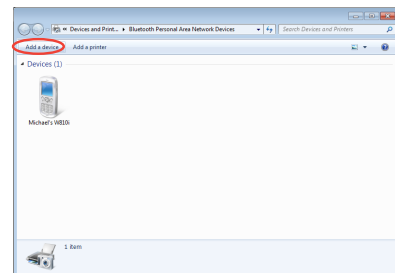 « Devices and Print... ▸ Bluetooth Personal Area Network Devices
Search Devices and Printers
Add a device
Add a printer
Devices (1)
Michael's W810i
1 item